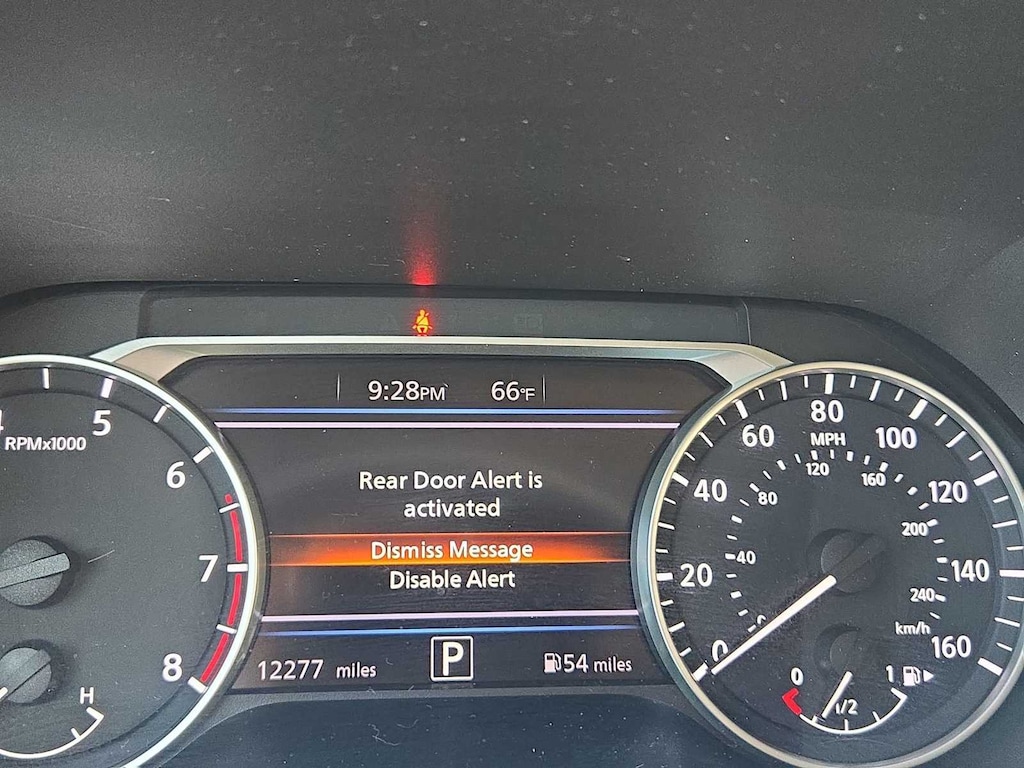 9:28PM 66°F
4 5 6 7 8
RPMx1000
H
Rear Door Alert is
activated
Dismiss Message
Disable Alert
12277 miles P 54 miles
0 20 40 60 80 100 120 140 160
MPH
40 80 120 160 200 240
km/h
0 1/2 1